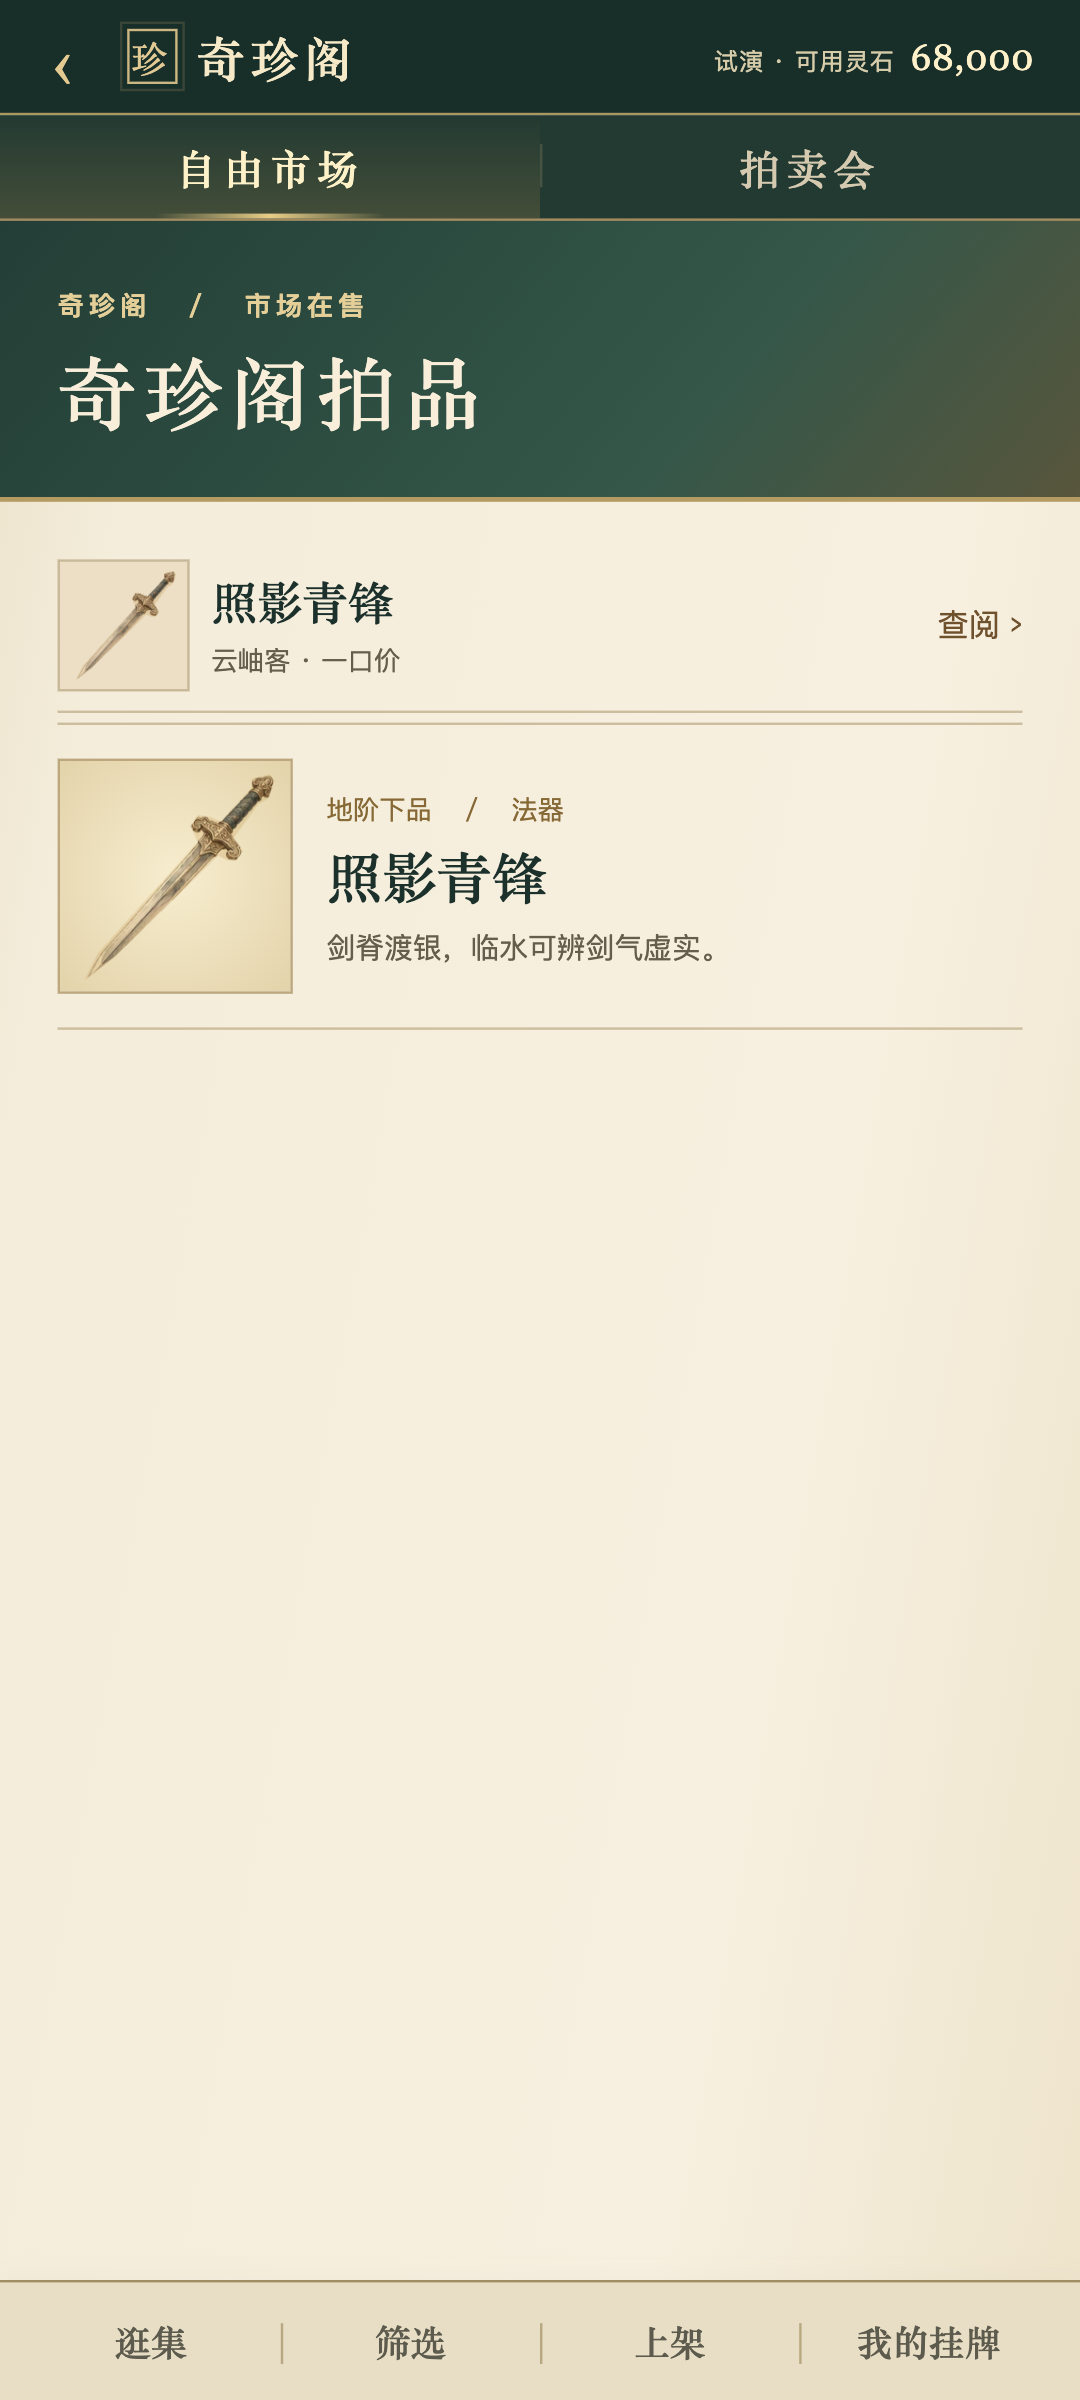 ‹ 珍 奇珍阁 试演 · 可用灵石 68,000
自由市场 拍卖会
奇珍阁 / 市场在售
奇珍阁拍品
照影青锋
云岫客 · 一口价
查阅 ›
地阶下品 / 法器
照影青锋
剑脊渡银，临水可辨剑气虚实。
逛集 筛选 上架 我的挂牌